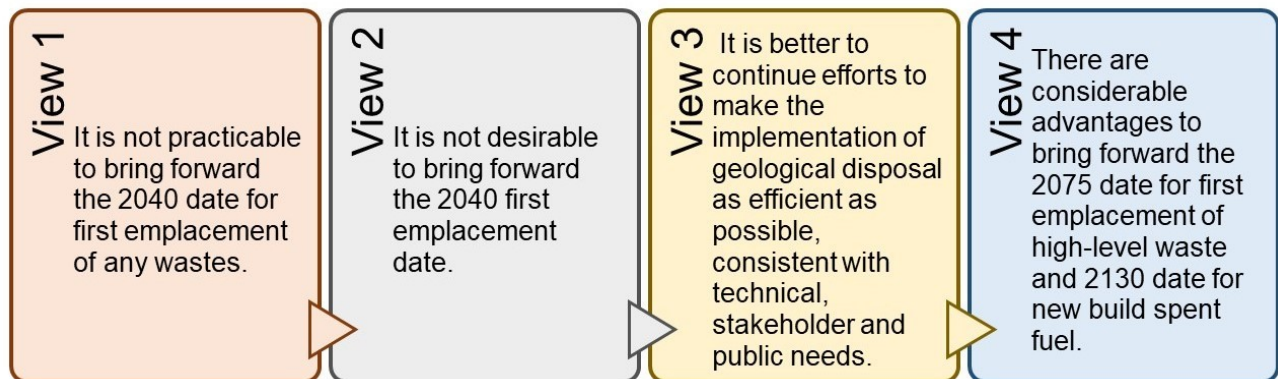 View 1
It is not practicable
to bring forward
the 2040 date for
first emplacement
of any wastes.
View 2
It is not desirable
to bring forward
the 2040 first
emplacement
date.
View 3
It is better to
continue efforts to
make the
implementation of
geological disposal
as efficient as
possible,
consistent with
technical,
stakeholder and
public needs.
View 4
There are
considerable
advantages to
bring forward the
2075 date for first
emplacement of
high-level waste
and 2130 date for
new build spent
fuel.